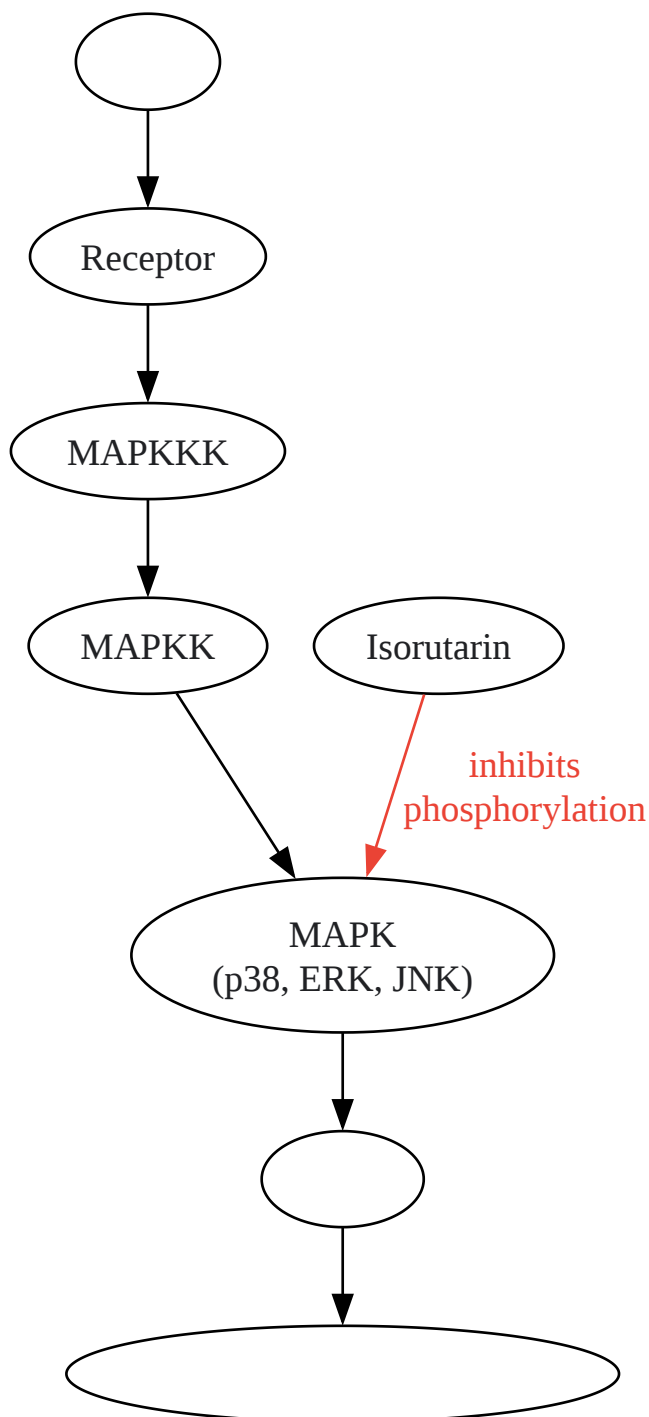 Receptor
MAPKKK
MAPKK
Isorutarin
inhibits
phosphorylation
MAPK
(p38, ERK, JNK)